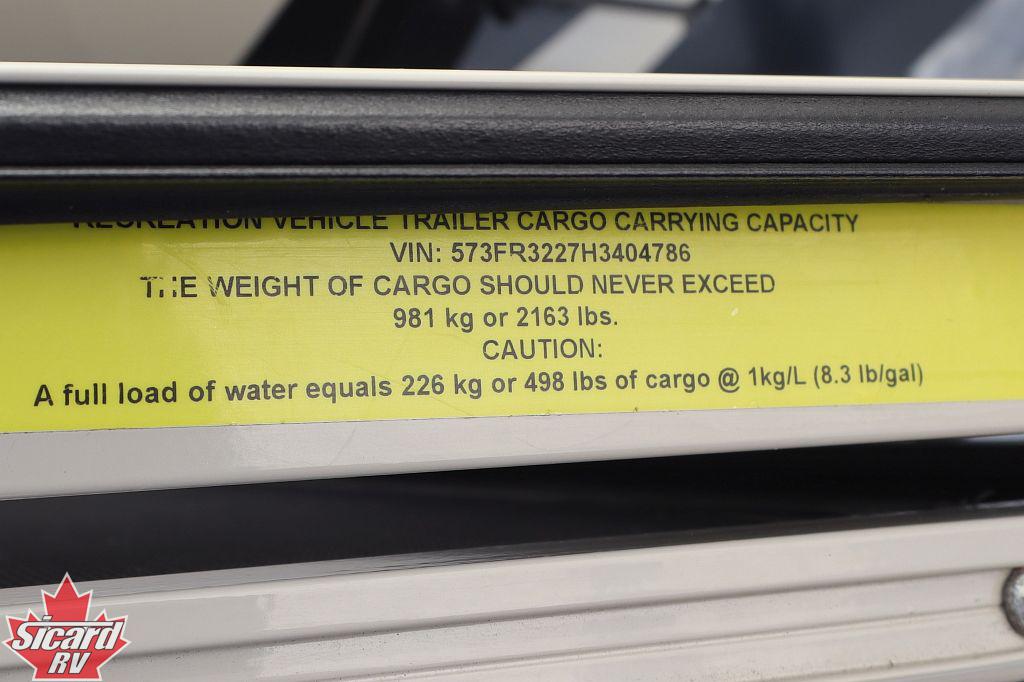 RECREATION VEHICLE TRAILER CARGO CARRYING CAPACITY
VIN: 573FR3227H3404786
THE WEIGHT OF CARGO SHOULD NEVER EXCEED
981 kg or 2163 lbs.
CAUTION:
A full load of water equals 226 kg or 498 lbs of cargo @ 1kg/L (8.3 lb/gal)
Sicard
RV